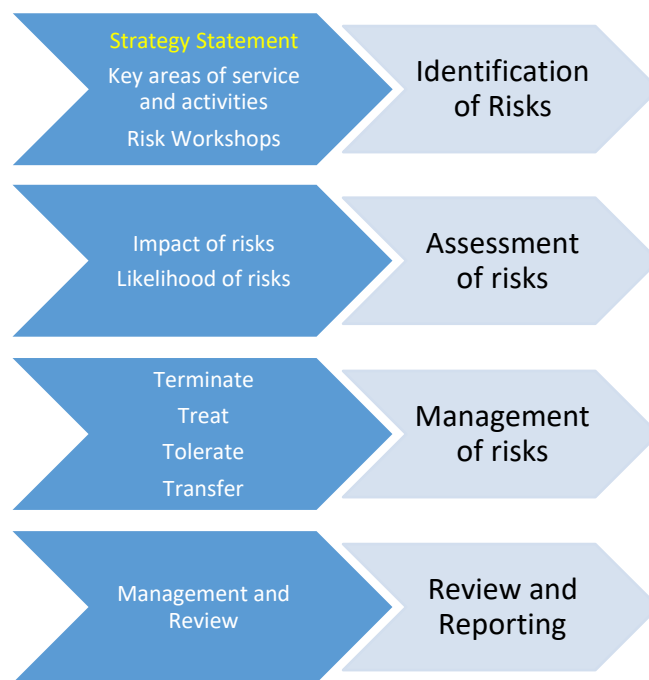 Strategy Statement
Key areas of service
and activities
Risk Workshops
Identification
of Risks
Impact of risks
Likelihood of risks
Assessment
of risks
Terminate
Treat
Tolerate
Transfer
Management
of risks
Management and
Review
Review and
Reporting